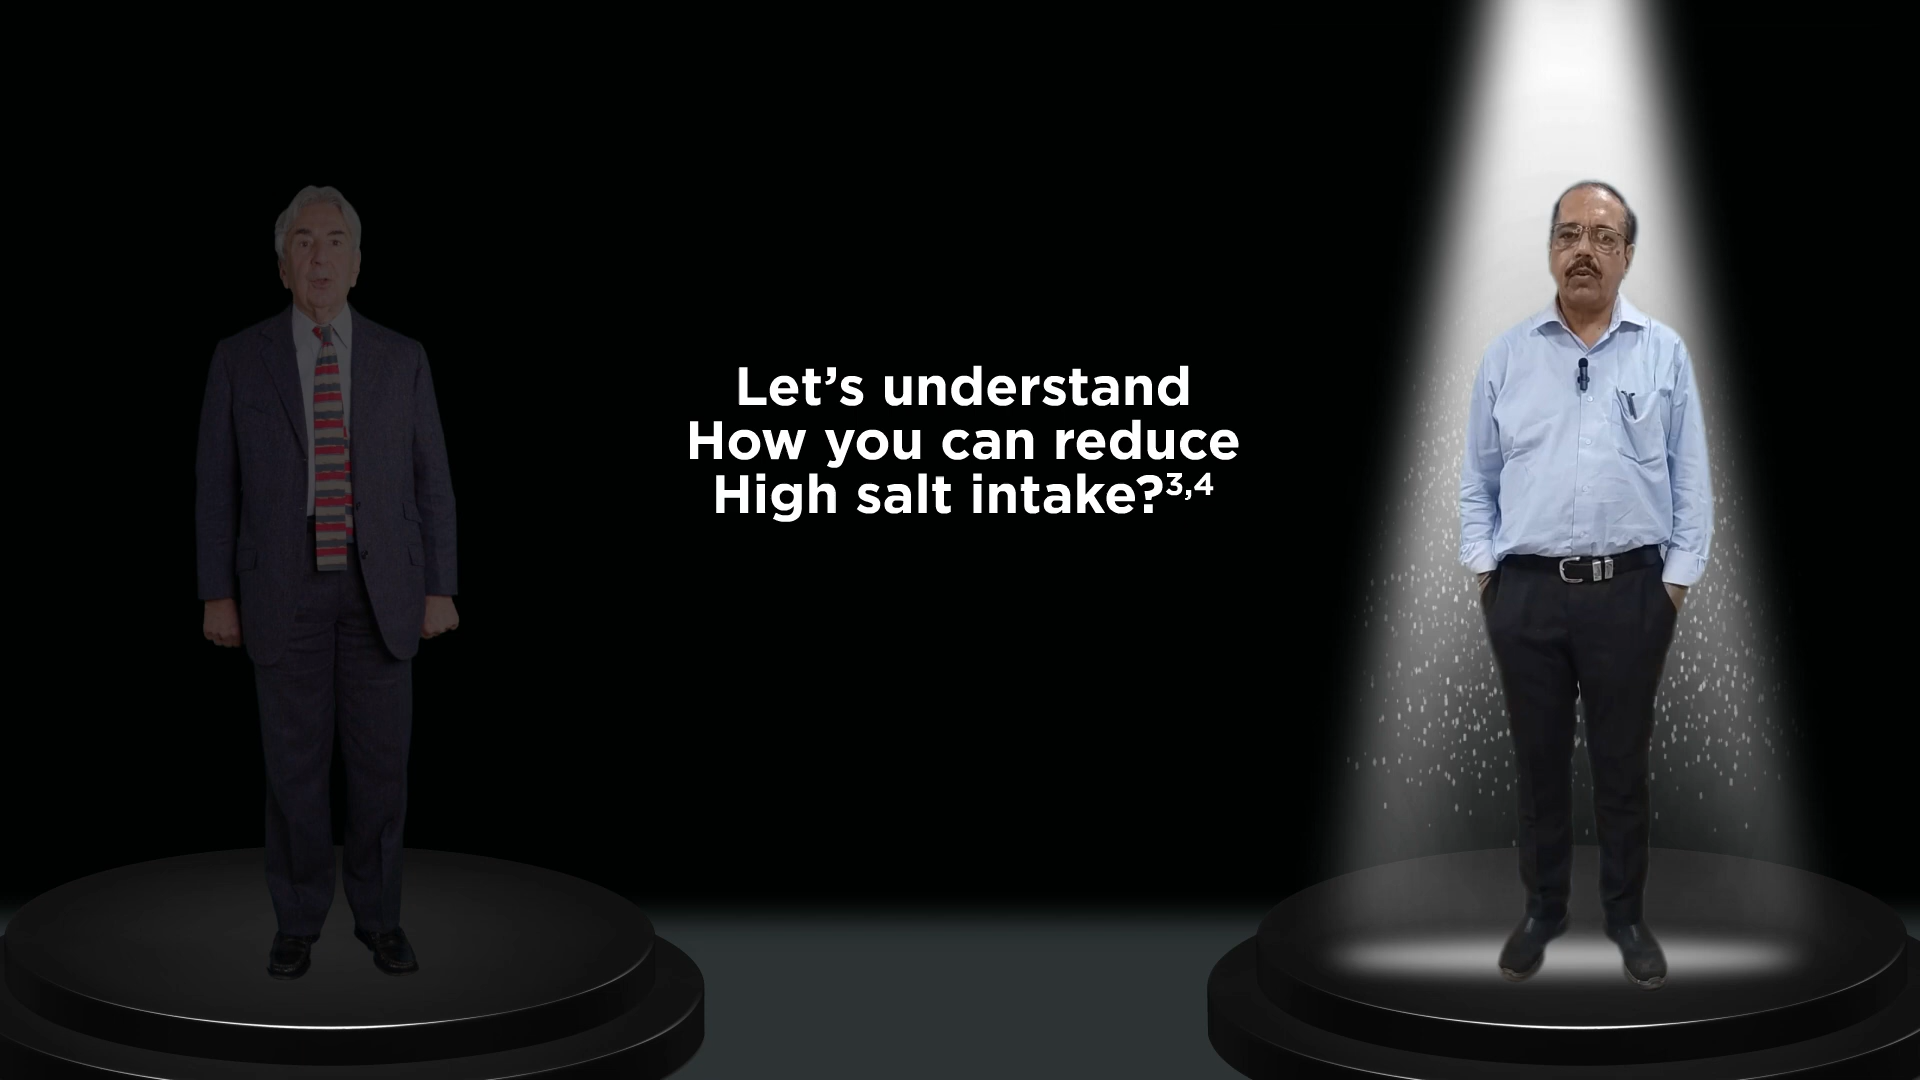 Let’s understand
How you can reduce
High salt intake?³,⁴